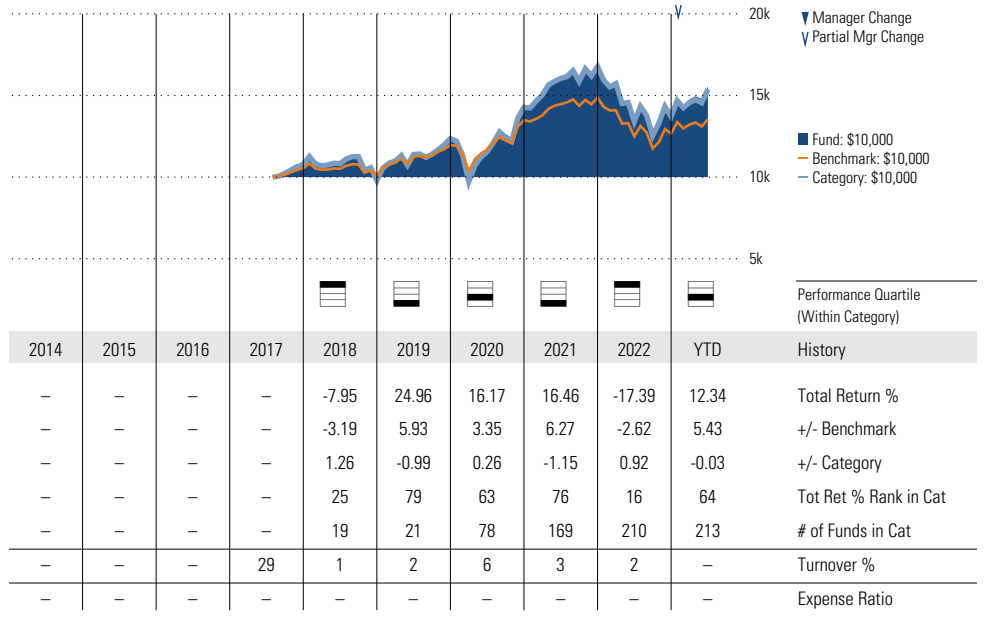 20k
▼ Manager Change
∨ Partial Mgr Change
15k
Fund: $10,000
Benchmark: $10,000
Category: $10,000
10k
5k
Performance Quartile
(Within Category)
2014 2015 2016 2017 2018 2019 2020 2021 2022 YTD History
– – – – -7.95 24.96 16.17 16.46 -17.39 12.34 Total Return %
– – – – -3.19 5.93 3.35 6.27 -2.62 5.43 +/- Benchmark
– – – – 1.26 -0.99 0.26 -1.15 0.92 -0.03 +/- Category
– – – – 25 79 63 76 16 64 Tot Ret % Rank in Cat
– – – – 19 21 78 169 210 213 # of Funds in Cat
– – – 29 1 2 6 3 2 – Turnover %
– – – – – – – – – – Expense Ratio